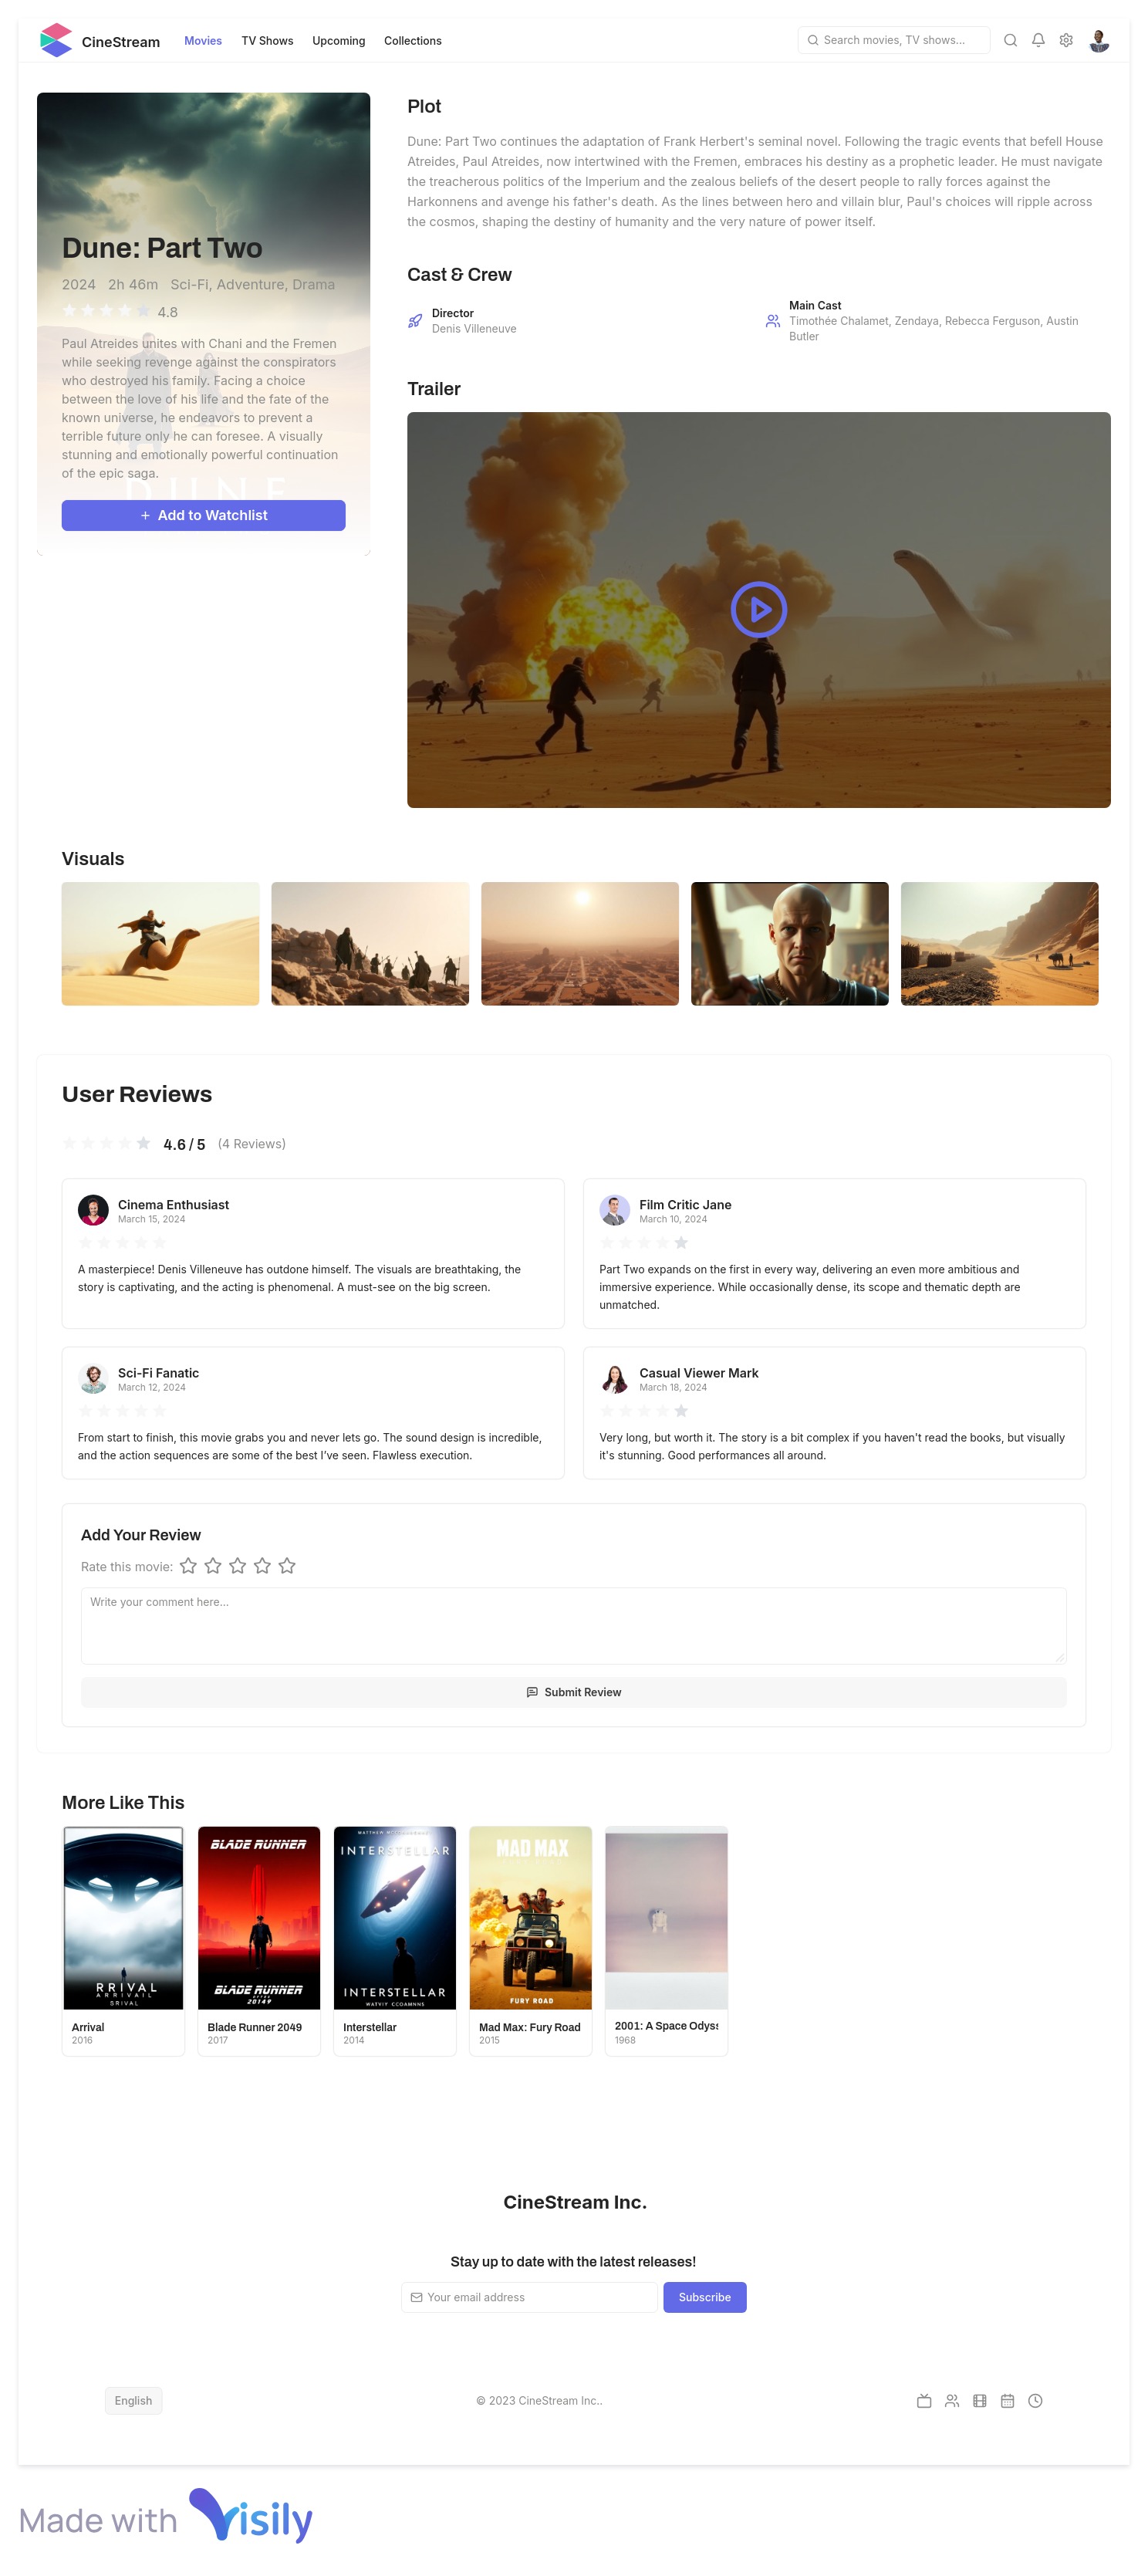 CineStream
Movies
TV Shows
Upcoming
Collections
Search movies, TV shows...
Dune: Part Two
2024 2h 46m Sci-Fi, Adventure, Drama
4.8
Paul Atreides unites with Chani and the Fremen
while seeking revenge against the conspirators
who destroyed his family. Facing a choice
between the love of his life and the fate of the
known universe, he endeavors to prevent a
terrible future only he can foresee. A visually
stunning and emotionally powerful continuation
of the epic saga.
DUNE
+ Add to Watchlist
Plot
Dune: Part Two continues the adaptation of Frank Herbert's seminal novel. Following the tragic events that befell House
Atreides, Paul Atreides, now intertwined with the Fremen, embraces his destiny as a prophetic leader. He must navigate
the treacherous politics of the Imperium and the zealous beliefs of the desert people to rally forces against the
Harkonnens and avenge his father's death. As the lines between hero and villain blur, Paul's choices will ripple across
the cosmos, shaping the destiny of humanity and the very nature of power itself.
Cast & Crew
Director
Denis Villeneuve
Main Cast
Timothée Chalamet, Zendaya, Rebecca Ferguson, Austin
Butler
Trailer
Visuals
User Reviews
4.6 / 5 (4 Reviews)
Cinema Enthusiast
March 15, 2024
A masterpiece! Denis Villeneuve has outdone himself. The visuals are breathtaking, the
story is captivating, and the acting is phenomenal. A must-see on the big screen.
Film Critic Jane
March 10, 2024
Part Two expands on the first in every way, delivering an even more ambitious and
immersive experience. While occasionally dense, its scope and thematic depth are
unmatched.
Sci-Fi Fanatic
March 12, 2024
From start to finish, this movie grabs you and never lets go. The sound design is incredible,
and the action sequences are some of the best I've seen. Flawless execution.
Casual Viewer Mark
March 18, 2024
Very long, but worth it. The story is a bit complex if you haven't read the books, but visually
it's stunning. Good performances all around.
Add Your Review
Rate this movie:
Write your comment here...
Submit Review
More Like This
RRIVAL
ARRIVAIL
SRIVAL
Arrival
2016
BLADE RUNNER
BLADE RUNNER
20149
Blade Runner 2049
2017
INTERSTELLAR
INTERSTELLAR
Interstellar
2014
MAD MAX
FURY ROAD
Mad Max: Fury Road
2015
2001: A Space Odyss
1968
CineStream Inc.
Stay up to date with the latest releases!
Your email address
Subscribe
English
© 2023 CineStream Inc..
Made with Visily